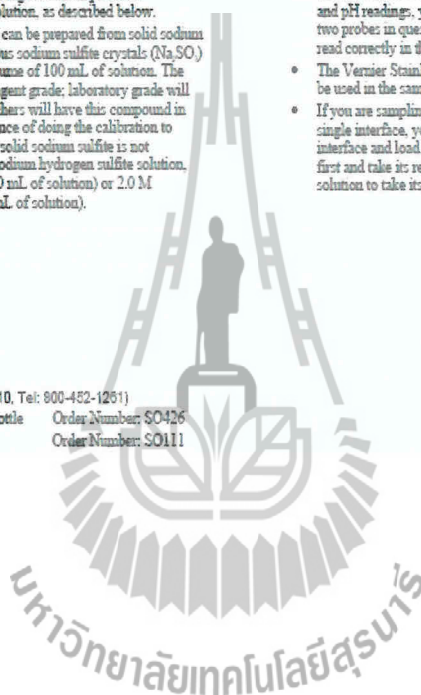 olution, as described below.
can be prepared from solid sodium
us sodium sulfite crystals (Na₂SO₃)
ume of 100 mL of solution. The
gent grade; laboratory grade will
hers will have this compound in
nce of doing the calibration to
solid sodium sulfite is not
odium hydrogen sulfite solution,
0 mL of solution) or 2.0 M
mL of solution).
10, Tel: 800-452-1261)
ottle Order Number: SO426
Order Number: SO111
and pH readings, y
two probes in que
read correctly in th
• The Vernier Stainl
be used in the sam
• If you are sampling
single interface, yo
interface and load
first and take its re
solution to take its
มหาวิทยาลัยเทคโนโลยีสุรนารี